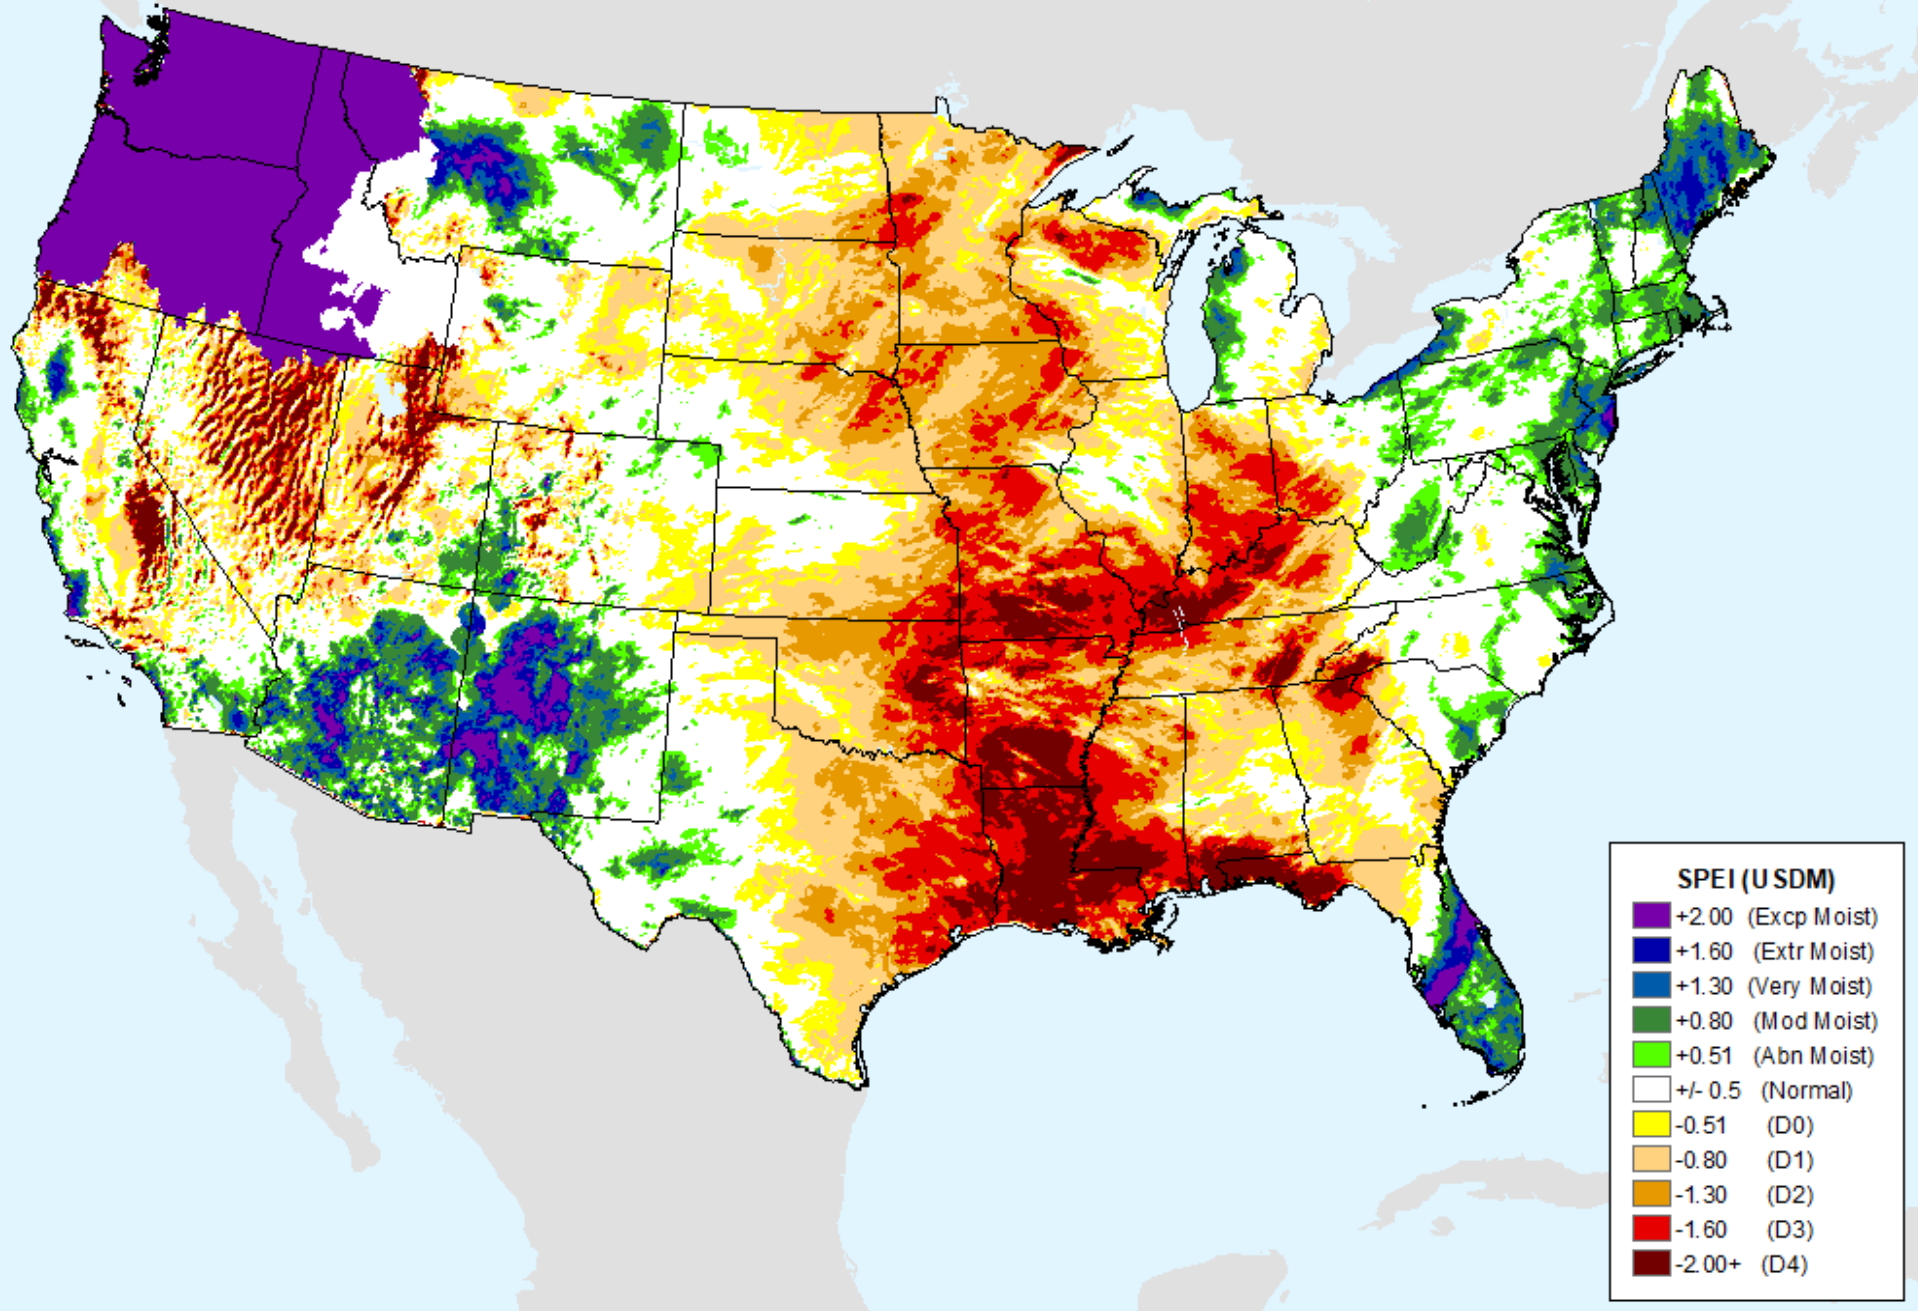 SPEI (USDM)
+2.00 (Excp Moist)
+1.60 (Extr Moist)
+1.30 (Very Moist)
+0.80 (Mod Moist)
+0.51 (Abn Moist)
+/- 0.5 (Normal)
-0.51 (D0)
-0.80 (D1)
-1.30 (D2)
-1.60 (D3)
-2.00+ (D4)